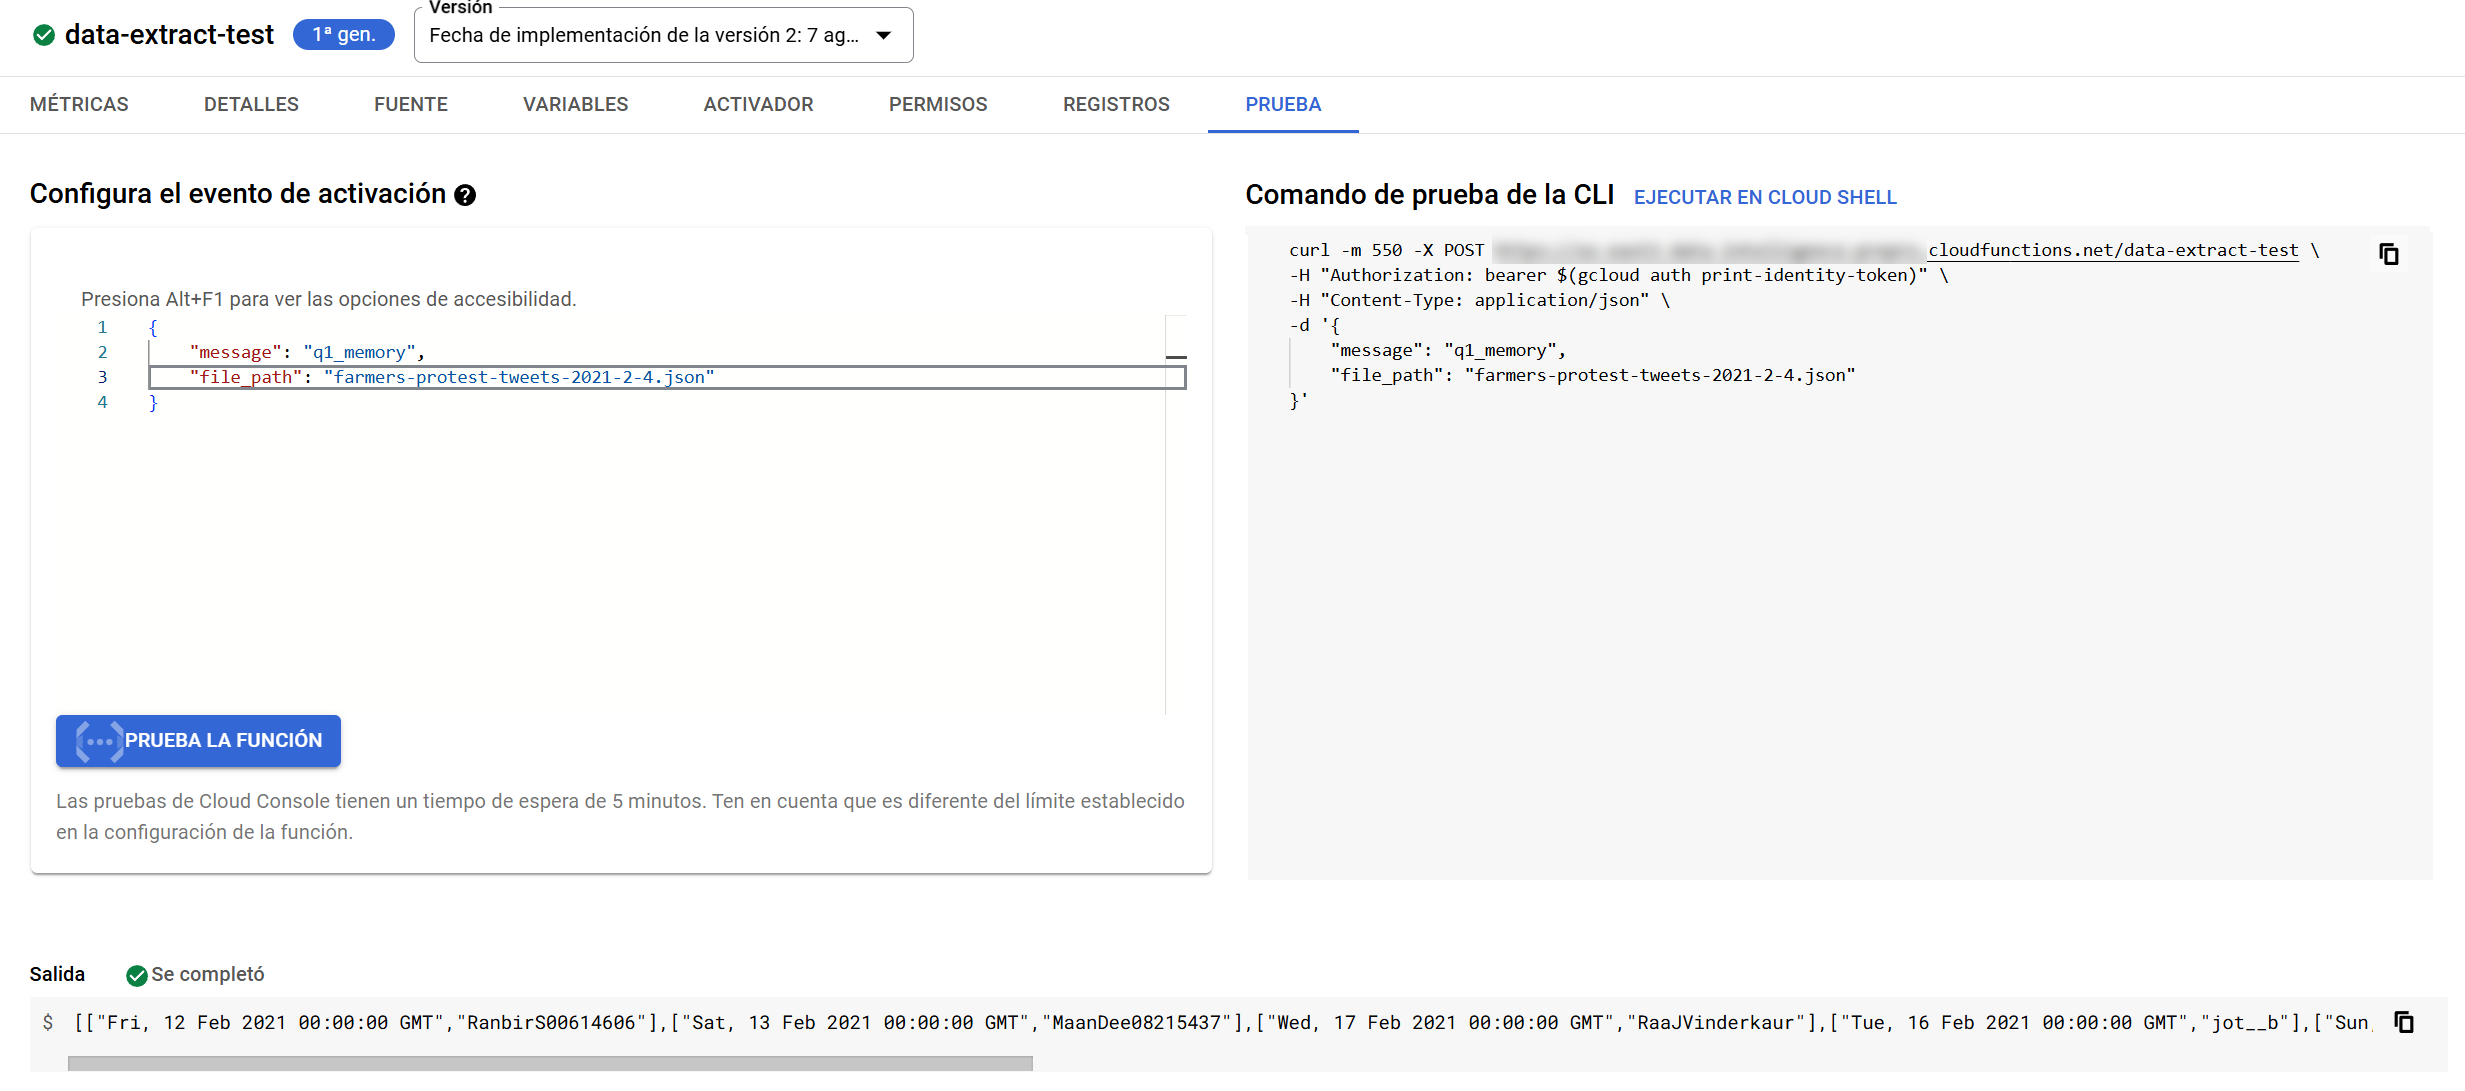 data-extract-test
1ª gen.
Versión
Fecha de implementación de la versión 2: 7 ag...
MÉTRICAS
DETALLES
FUENTE
VARIABLES
ACTIVADOR
PERMISOS
REGISTROS
PRUEBA
Configura el evento de activación
Presiona Alt+F1 para ver las opciones de accesibilidad.
1 {
2 "message": "q1_memory",
3 "file_path": "farmers-protest-tweets-2021-2-4.json"
4 }
PRUEBA LA FUNCIÓN
Las pruebas de Cloud Console tienen un tiempo de espera de 5 minutos. Ten en cuenta que es diferente del límite establecido
en la configuración de la función.
Comando de prueba de la CLI
EJECUTAR EN CLOUD SHELL
curl -m 550 -X POST cloudfunctions.net/data-extract-test \
-H "Authorization: bearer $(gcloud auth print-identity-token)" \
-H "Content-Type: application/json" \
-d '{
"message": "q1_memory",
"file_path": "farmers-protest-tweets-2021-2-4.json"
}'
Salida
Se completó
$ [["Fri, 12 Feb 2021 00:00:00 GMT","RanbirS00614606"],["Sat, 13 Feb 2021 00:00:00 GMT","MaanDee08215437"],["Wed, 17 Feb 2021 00:00:00 GMT","RaaJVinderkaur"],["Tue, 16 Feb 2021 00:00:00 GMT","jot__b"],["Sun,